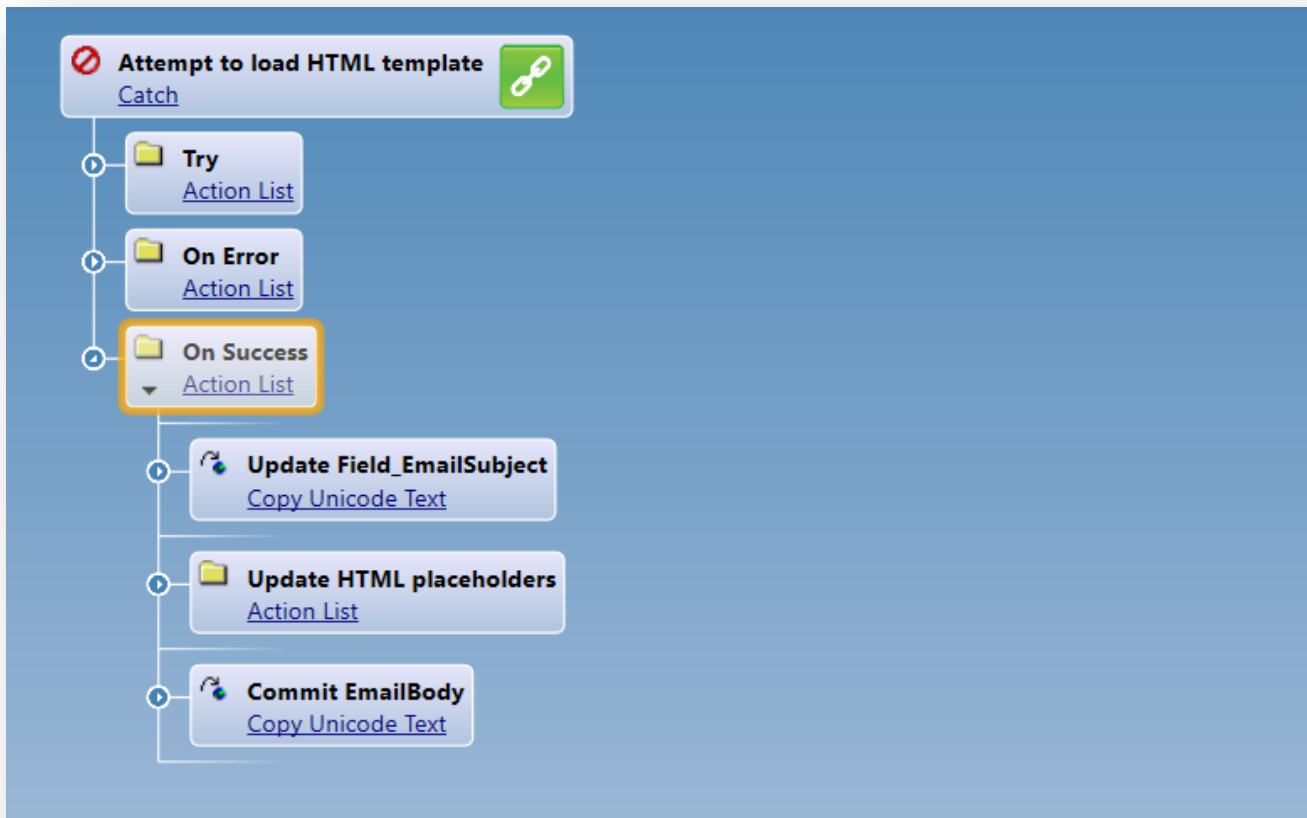 Attempt to load HTML template
Catch
Try
Action List
On Error
Action List
On Success
Action List
Update Field_EmailSubject
Copy Unicode Text
Update HTML placeholders
Action List
Commit EmailBody
Copy Unicode Text